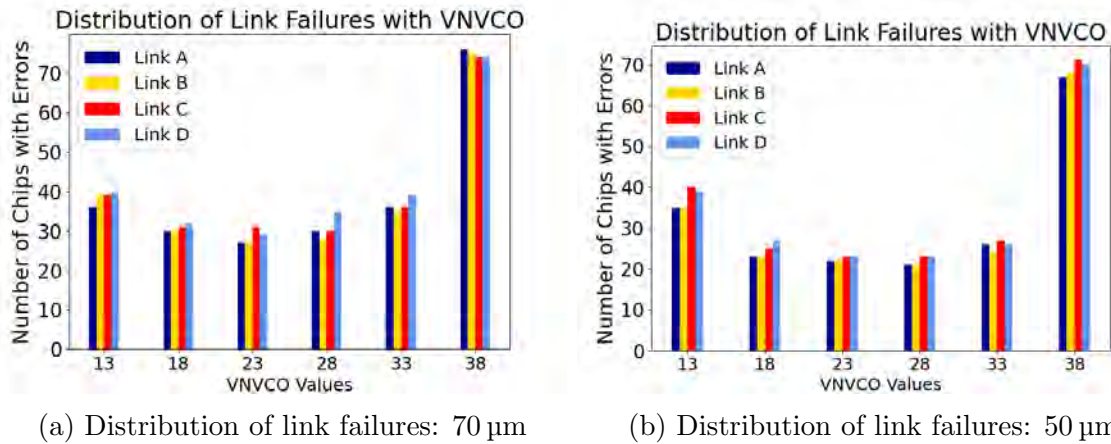 Distribution of Link Failures with VNVCO
Number of Chips with Errors
70
60
50
40
30
20
10
0
Link A
Link B
Link C
Link D
13 18 23 28 33 38
VNVCO Values
(a) Distribution of link failures: 70 µm
Distribution of Link Failures with VNVCO
Number of Chips with Errors
70
60
50
40
30
20
10
0
Link A
Link B
Link C
Link D
13 18 23 28 33 38
VNVCO Values
(b) Distribution of link failures: 50 µm